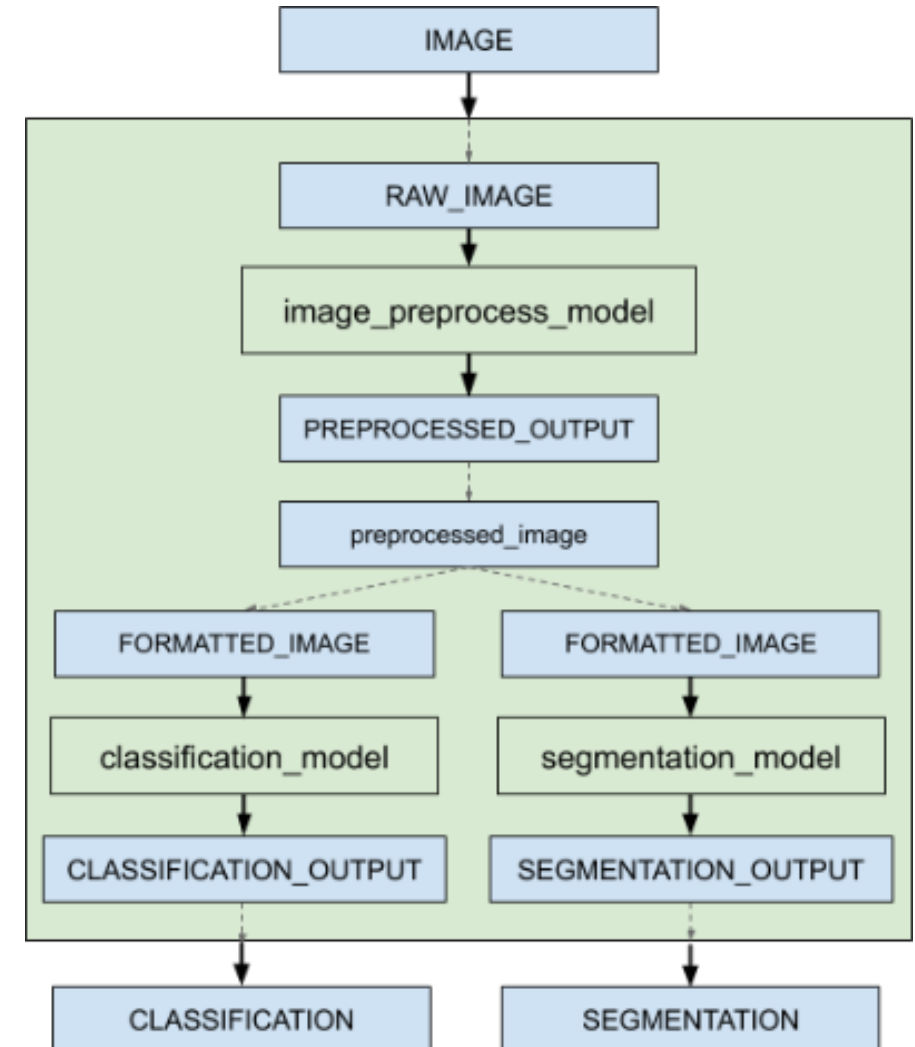 IMAGE
RAW_IMAGE
image_preprocess_model
PREPROCESSED_OUTPUT
preprocessed_image
FORMATTED_IMAGE
FORMATTED_IMAGE
classification_model
segmentation_model
CLASSIFICATION_OUTPUT
SEGMENTATION_OUTPUT
CLASSIFICATION
SEGMENTATION